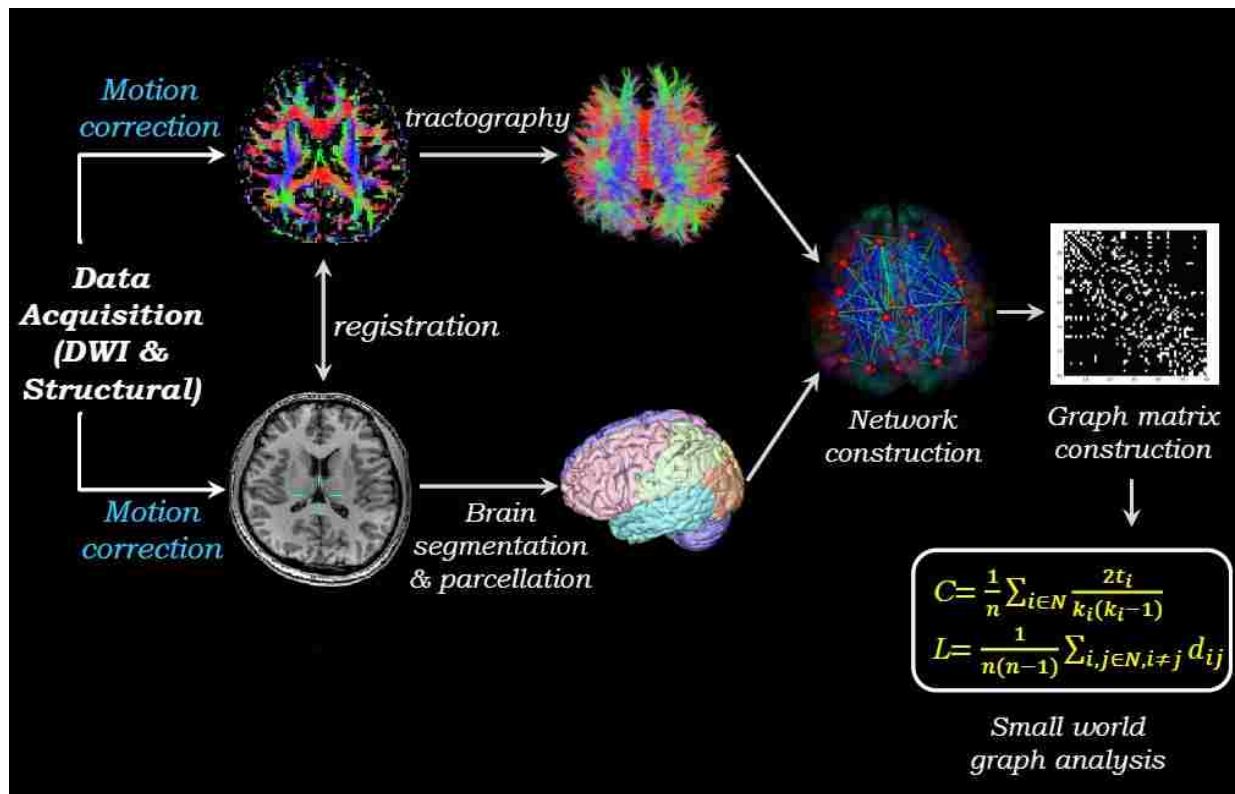 Motion
correction
tractography
Data
Acquisition
(DWI &
Structural)
registration
Motion
correction
Brain
segmentation
& parcellation
Network
construction
Graph matrix
construction
C= 1/n ∑i∈N 2ti/ki(ki−1)
L= 1/n(n−1) ∑i,j∈N,i≠j dij
Small world
graph analysis